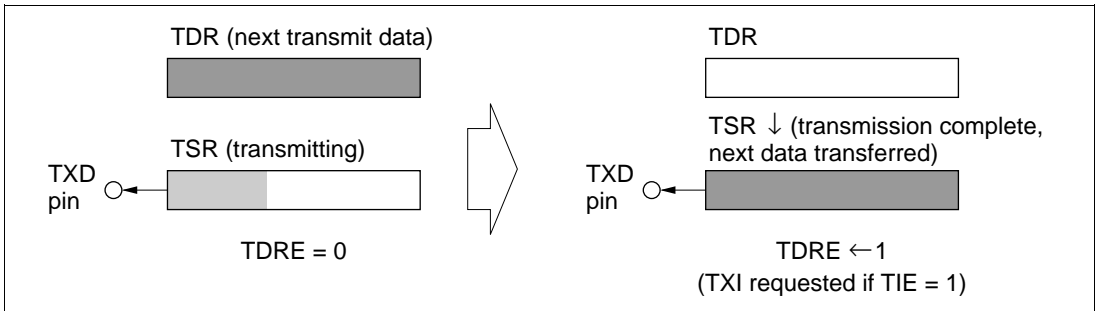 TDR (next transmit data)
TSR (transmitting)
TXD
pin
TDRE = 0
TDR
TSR ↓ (transmission complete,
next data transferred)
TXD
pin
TDRE ←1
(TXI requested if TIE = 1)